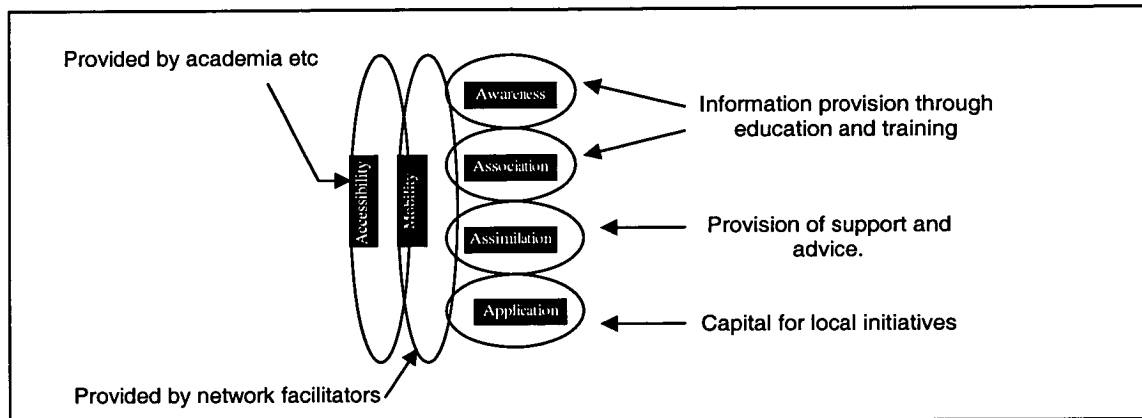 Provided by academia etc
Accessibility
Mobility
Awareness
Association
Assimilation
Application
Information provision through
education and training
Provision of support and
advice.
Capital for local initiatives
Provided by network facilitators